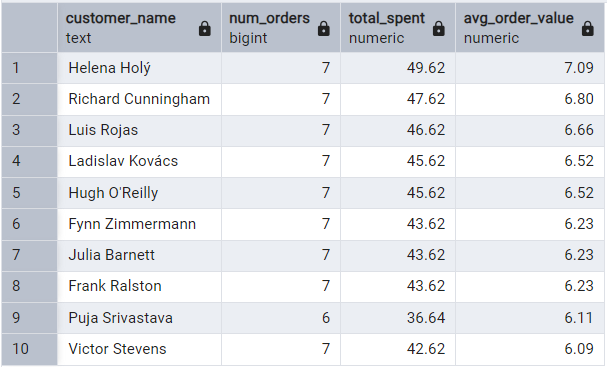 customer_name num_orders total_spent avg_order_value
text bigint numeric numeric
1 Helena Holý 7 49.62 7.09
2 Richard Cunningham 7 47.62 6.80
3 Luis Rojas 7 46.62 6.66
4 Ladislav Kovács 7 45.62 6.52
5 Hugh O'Reilly 7 45.62 6.52
6 Fynn Zimmermann 7 43.62 6.23
7 Julia Barnett 7 43.62 6.23
8 Frank Ralston 7 43.62 6.23
9 Puja Srivastava 6 36.64 6.11
10 Victor Stevens 7 42.62 6.09